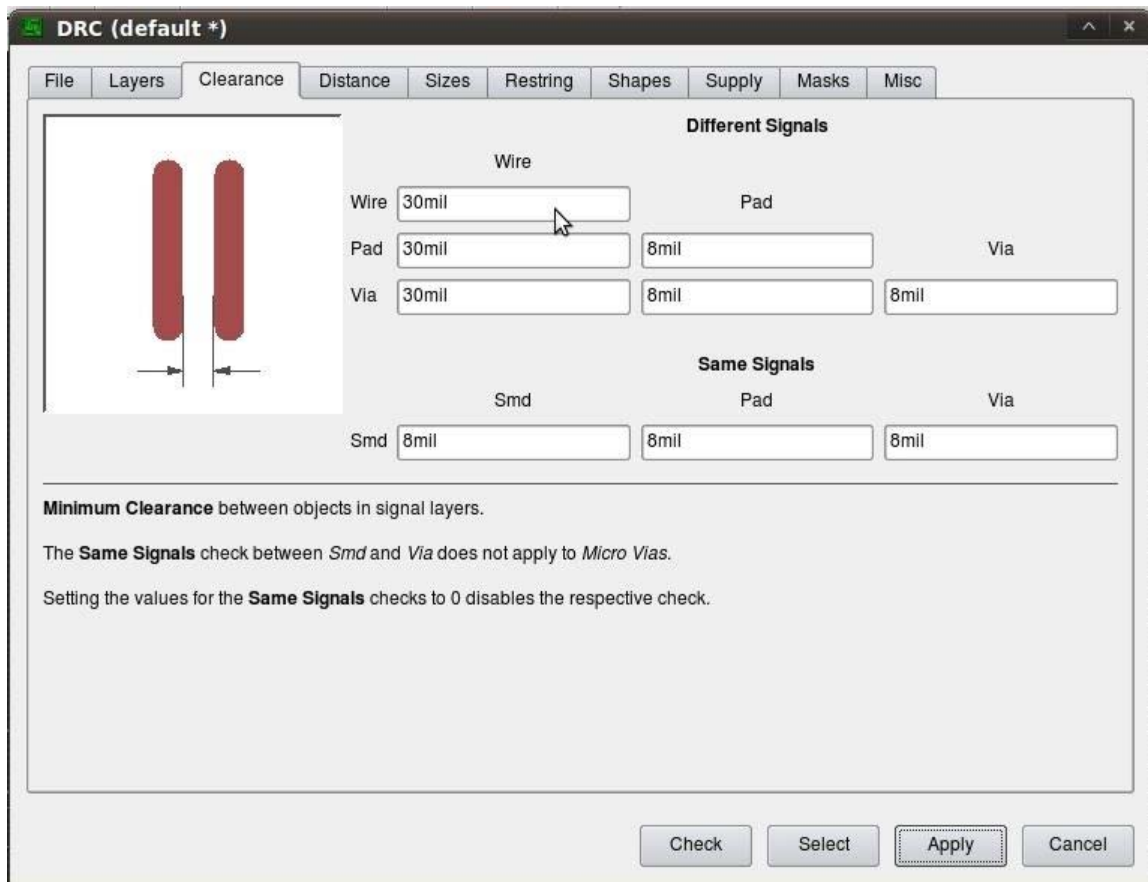 DRC (default *)
File Layers Clearance Distance Sizes Restring Shapes Supply Masks Misc
Different Signals
Wire
Wire 30mil Pad
Pad 30mil 8mil Via
Via 30mil 8mil 8mil
Same Signals
Smd Pad Via
Smd 8mil 8mil 8mil
Minimum Clearance between objects in signal layers.
The Same Signals check between Smd and Via does not apply to Micro Vias.
Setting the values for the Same Signals checks to 0 disables the respective check.
Check Select Apply Cancel